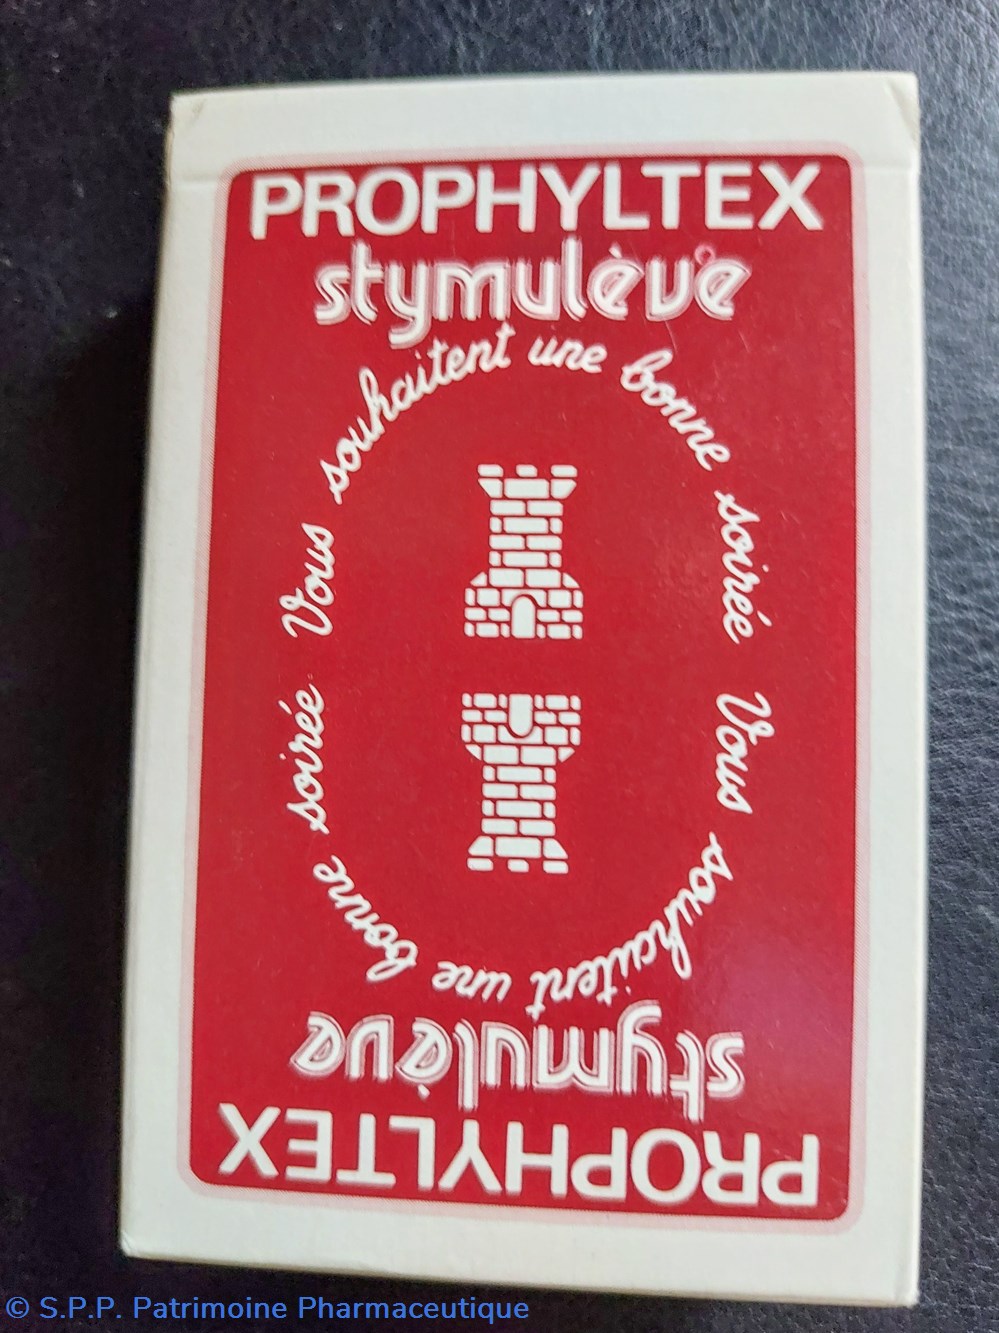 PROPHYLTEX
stymulève
Vous souhaitent une bonne soirée
Vous souhaitent une bonne soirée
stymulève
PROPHYLTEX
© S.P.P. Patrimoine Pharmaceutique